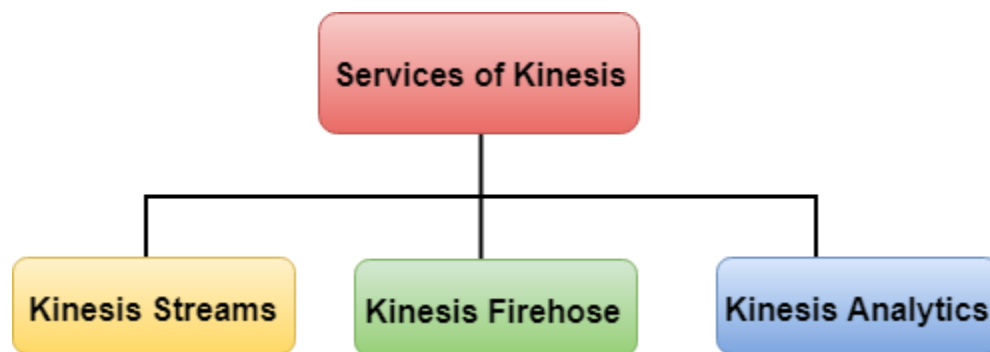 Services of Kinesis
Kinesis Streams
Kinesis Firehose
Kinesis Analytics